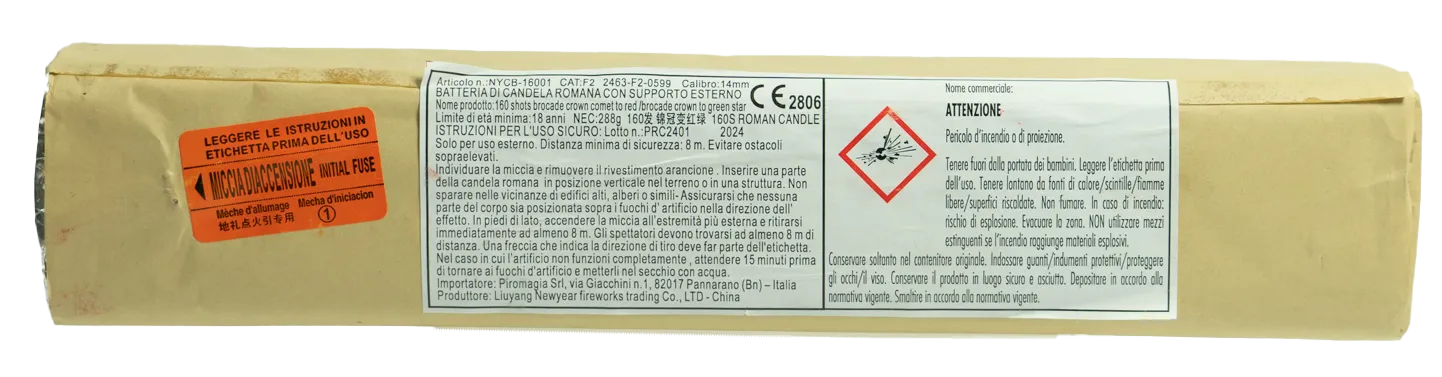 LEGGERE LE ISTRUZIONI IN
ETICHETTA PRIMA DELL'USO
MICCIA DI ACCENSIONE INITIAL FUSE
Mèche d'allumage Mecha d'iniciacion
地札点火引专用 1
Articolo n.:NYCB-16001 CAT:F2 2463-F2-0599 Calibro:14mm
BATTERIA DI CANDELA ROMANA CON SUPPORTO ESTERNO
Nome prodotto:160 shots brocade crown comet to red /brocade crown to green star
CE 2806
Limite di etá minima:18 anni NEC:288g 160发 锦冠变红绿 160S ROMAN CANDLE
ISTRUZIONI PER L'USO SICURO: Lotto n.:PRC2401 2024
Solo per uso esterno. Distanza minima di sicurezza: 8 m. Evitare ostacoli
sopraelevati.
Individuare la miccia e rimuovere il rivestimento arancione . Inserire una parte
della candela romana in posizione verticale nel terreno o in una struttura. Non
sparare nelle vicinanze di edifici alti, alberi o simili- Assicurarsi che nessuna
parte del corpo sia posizionata sopra i fuochi d' artificio nella direzione dell'
effetto. In piedi di lato, accendere la miccia all'estremità più esterna e ritirarsi
immediatamente ad almeno 8 m. Gli spettatori devono trovarsi ad almeno 8 m di
distanza. Una freccia che indica la direzione di tiro deve far parte dell'etichetta.
Nel caso in cui l'artificio non funzioni completamente , attendere 15 minuti prima
di tornare ai fuochi d'artificio e metterli nel secchio con acqua.
Importatore: Piromagia Srl, via Giacchini n.1, 82017 Pannarano (Bn) – Italia
Produttore: Liuyang Newyear fireworks trading Co., LTD - China
Nome commerciale:
ATTENZIONE
Pericolo d'incendio o di proiezione.
Tenere fuori dalla portata dei bambini. Leggere l'etichetta prima
dell'uso. Tenere lontano da fonti di calore/scintille/fiamme
libere/superfici riscaldate. Non fumare. In caso di incendio:
rischio di esplosione. Evacuare la zona. NON utilizzare mezzi
estinguenti se l'incendio raggiunge materiali esplosivi.
Conservare soltanto nel contenitore originale. Indossare guanti/indumenti protettivi/proteggere
gli occhi/il viso. Conservare il prodotto in luogo sicuro e asciutto. Depositare in accordo alla
normativa vigente. Smaltire in accordo alla normativa vigente.